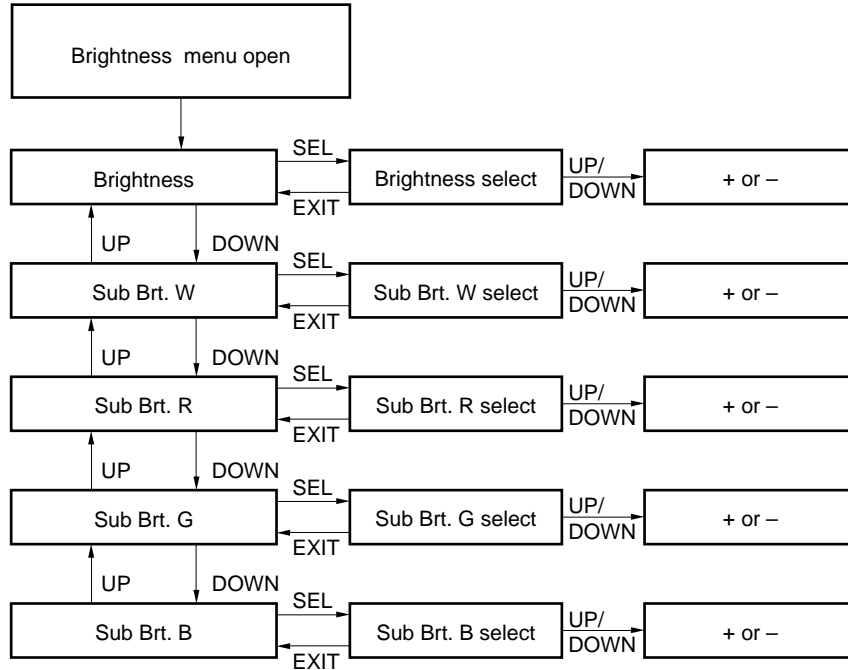 Brightness menu open
SEL
UP/
Brightness
Brightness select
+ or –
DOWN
EXIT
UP
DOWN
SEL
UP/
Sub Brt. W
Sub Brt. W select
+ or –
DOWN
EXIT
UP
DOWN
SEL
UP/
Sub Brt. R
Sub Brt. R select
+ or –
DOWN
EXIT
UP
DOWN
SEL
UP/
Sub Brt. G
Sub Brt. G select
+ or –
DOWN
EXIT
UP
DOWN
SEL
UP/
Sub Brt. B
Sub Brt. B select
+ or –
DOWN
EXIT